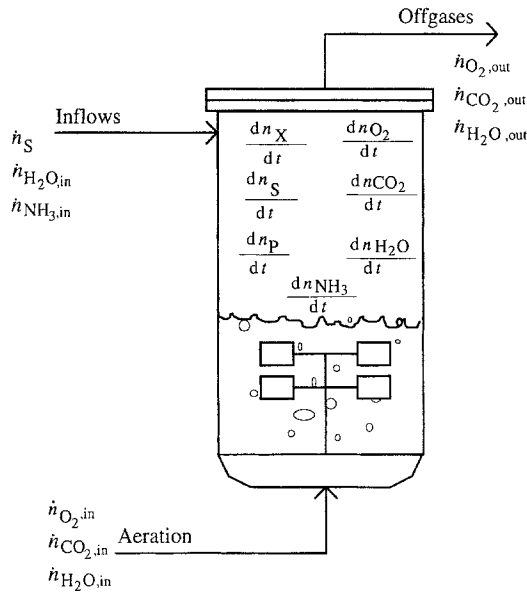 Offgases
ṅO₂,out
ṅCO₂,out
ṅH₂O,out
Inflows
ṅS
ṅH₂O,in
ṅNH₃,in
dnX/dt
dnO₂/dt
dnS/dt
dnCO₂/dt
dnP/dt
dnH₂O/dt
dnNH₃/dt
ṅO₂,in
ṅCO₂,in
Aeration
ṅH₂O,in